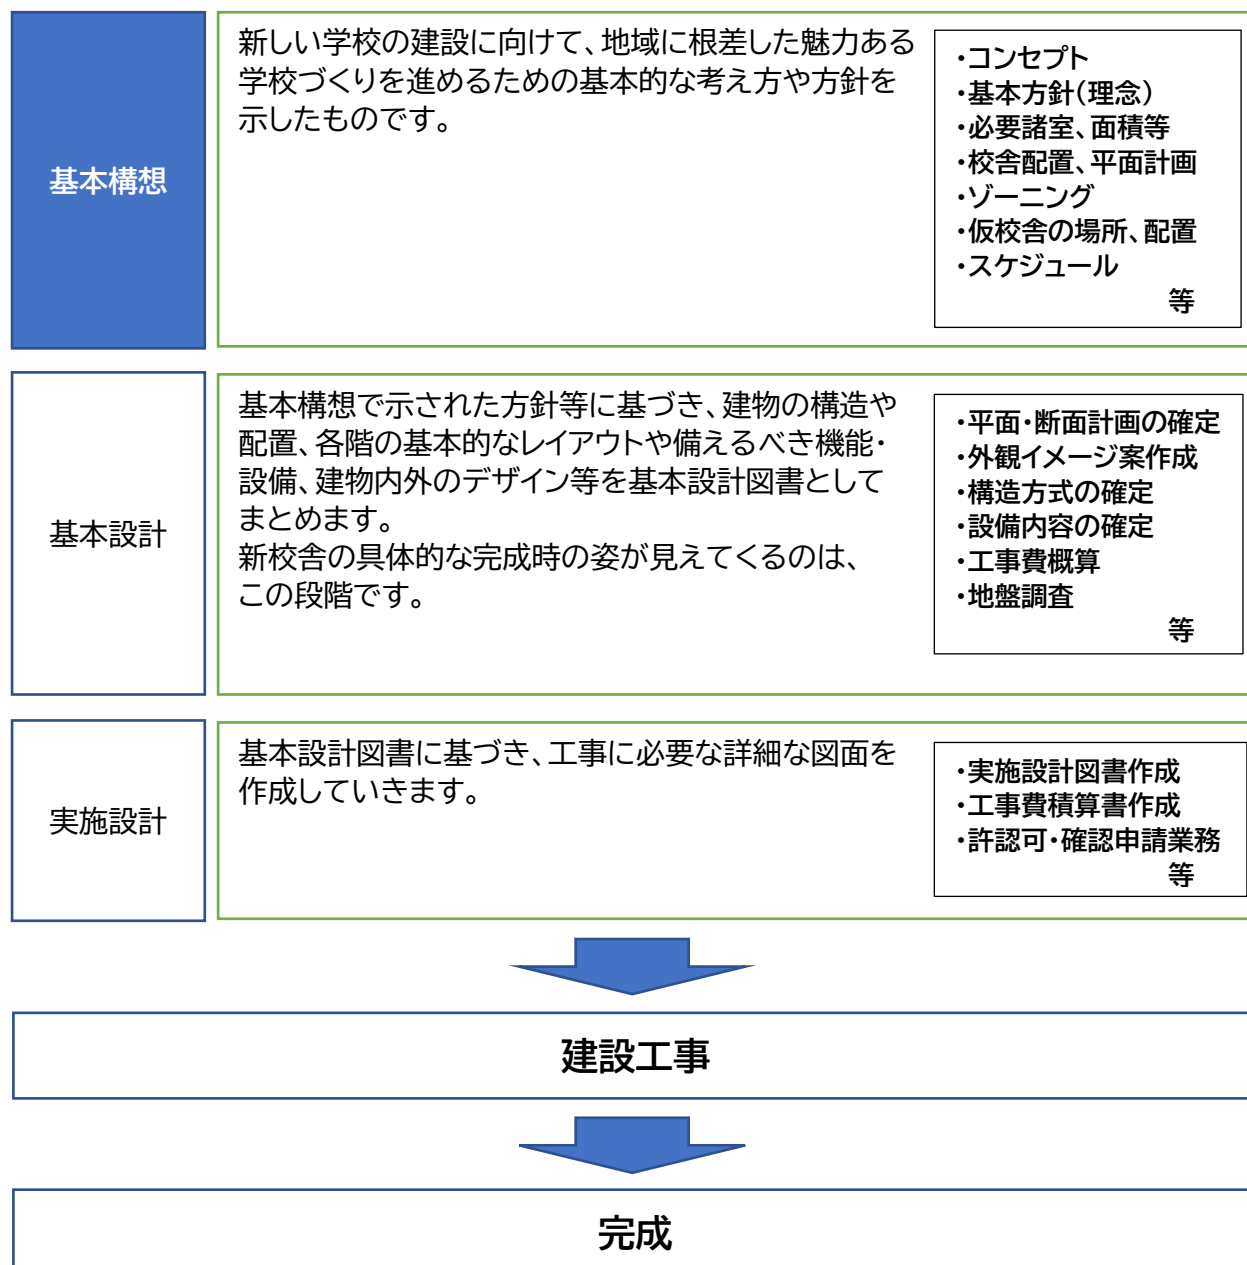 基本構想
新しい学校の建設に向けて、地域に根差した魅力ある
学校づくりを進めるための基本的な考え方や方針を
示したものです。
・コンセプト
・基本方針(理念)
・必要諸室、面積等
・校舎配置、平面計画
・ゾーニング
・仮校舎の場所、配置
・スケジュール
等
基本設計
基本構想で示された方針等に基づき、建物の構造や
配置、各階の基本的なレイアウトや備えるべき機能・
設備、建物内外のデザイン等を基本設計図書として
まとめます。
新校舎の具体的な完成時の姿が見えてくるのは、
この段階です。
・平面・断面計画の確定
・外観イメージ案作成
・構造方式の確定
・設備内容の確定
・工事費概算
・地盤調査
等
実施設計
基本設計図書に基づき、工事に必要な詳細な図面を
作成していきます。
・実施設計図書作成
・工事費積算書作成
・許認可・確認申請業務
等
建設工事
完成